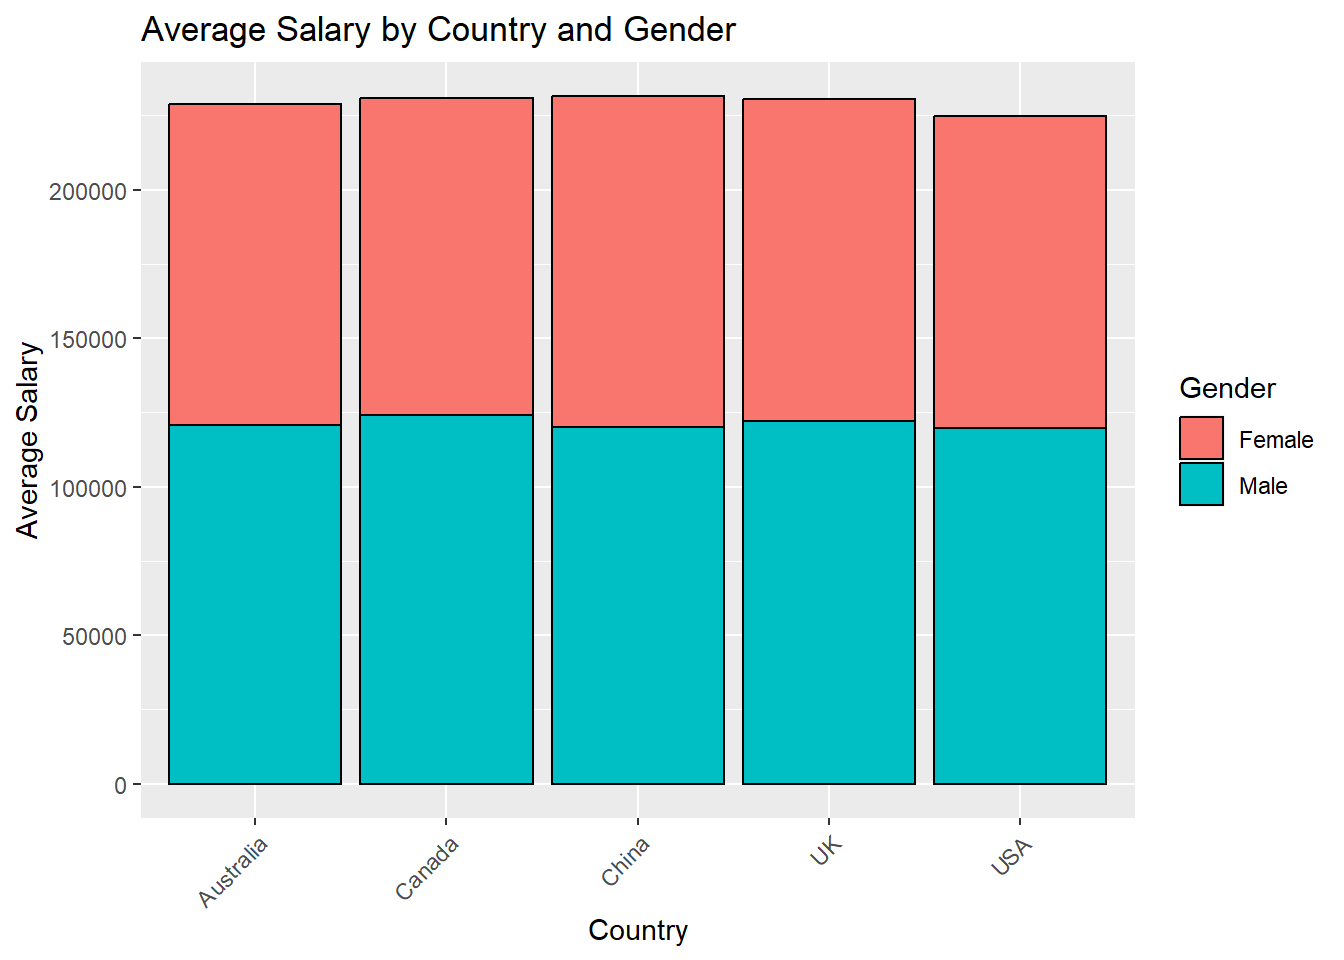 Average Salary by Country and Gender
Average Salary
200000
150000
100000
50000
0
Australia
Canada
China
UK
USA
Country
Gender
Female
Male